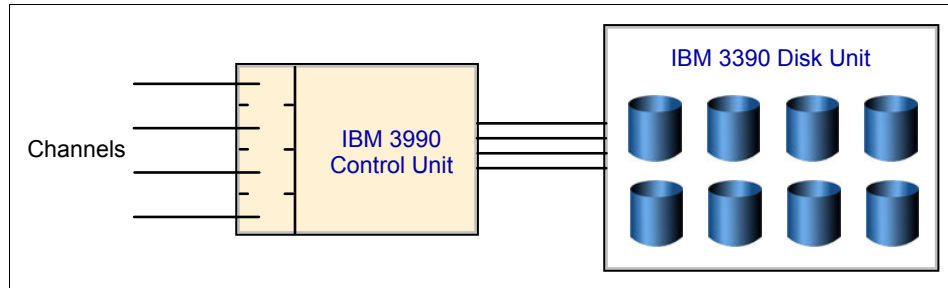 Channels
IBM 3990
Control Unit
IBM 3390 Disk Unit